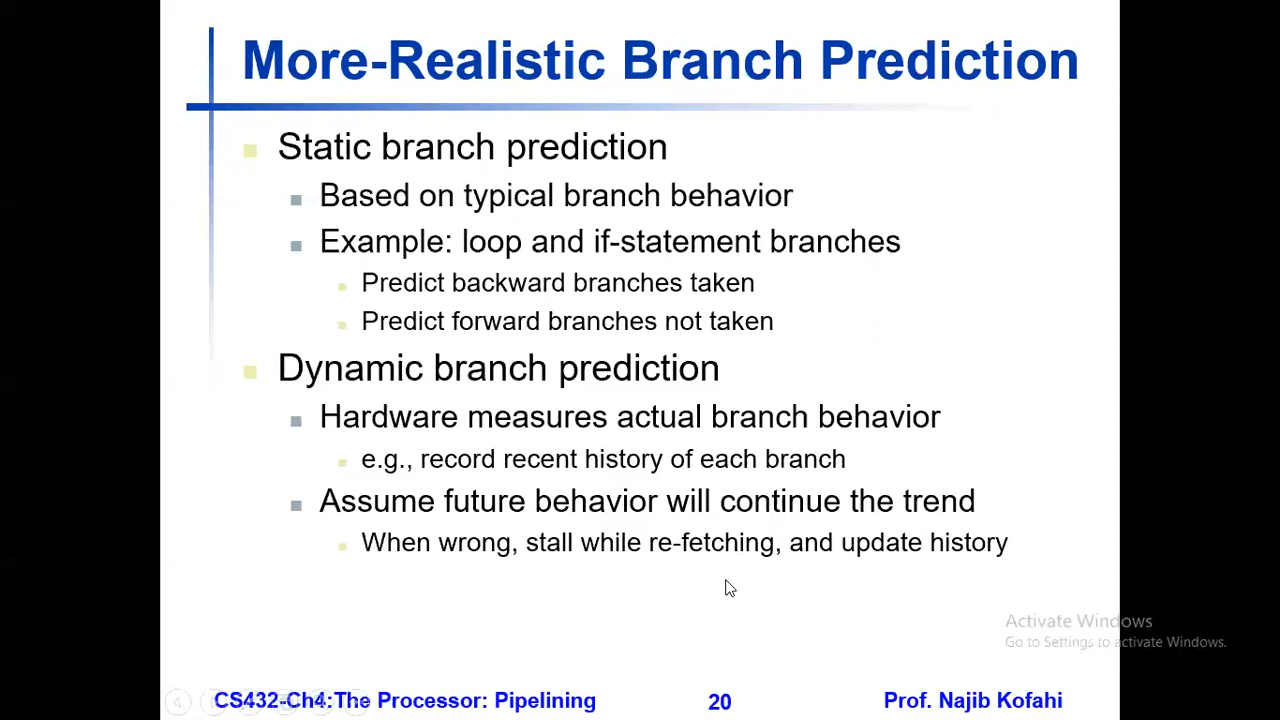 More-Realistic Branch Prediction
Static branch prediction
Based on typical branch behavior
Example: loop and if-statement branches
Predict backward branches taken
Predict forward branches not taken
Dynamic branch prediction
Hardware measures actual branch behavior
e.g., record recent history of each branch
Assume future behavior will continue the trend
When wrong, stall while re-fetching, and update history
Activate Windows
Go to Settings to activate Windows.
CS432-Ch4:The Processor: Pipelining
20
Prof. Najib Kofahi